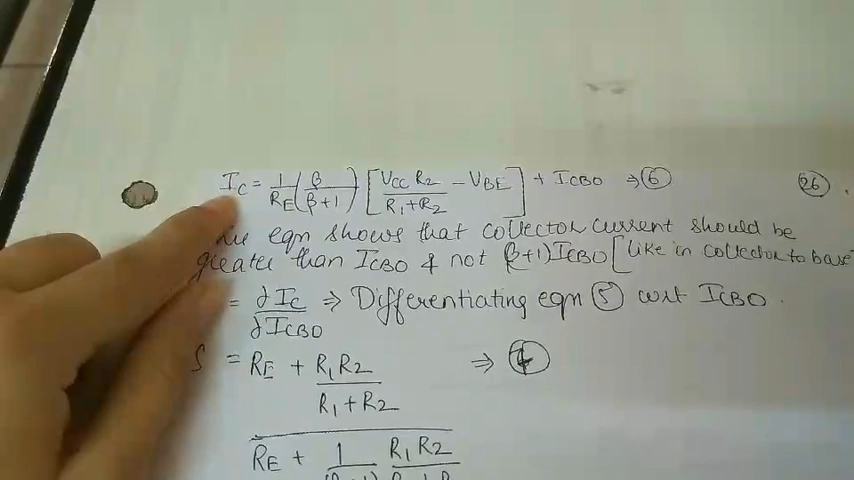 IC = 1/RE (β/β+1) [VCC R2/R1+R2 - VBE] + ICBO ⇒ 6 26.
eqn shows that collector current should be
greater than ICBO & not (β+1)ICBO [like in collector to base
= ∂IC/∂ICBO ⇒ Differentiating eqn 5 wrt ICBO.
S = RE + R1R2/R1+R2 ⇒
RE + 1 R1R2